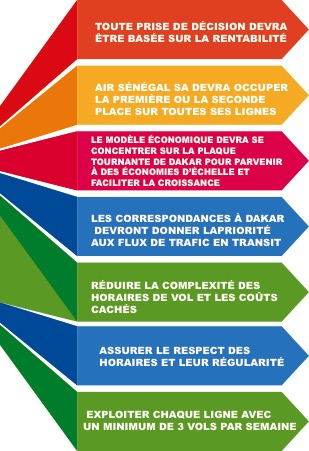 TOUTE PRISE DE DÉCISION DEVRA
ÊTRE BASÉE SUR LA RENTABILITÉ
AIR SÉNÉGAL SA DEVRA OCCUPER
LA PREMIÈRE OU LA SECONDE
PLACE SUR TOUTES SES LIGNES
LE MODÈLE ÉCONOMIQUE DEVRA SE
CONCENTRER SUR LA PLAQUE
TOURNANTE DE DAKAR POUR PARVENIR
À DES ÉCONOMIES D'ÉCHELLE ET
FACILITER LA CROISSANCE
LES CORRESPONDANCES À DAKAR
DEVRONT DONNER LAPRIORITÉ
AUX FLUX DE TRAFIC EN TRANSIT
RÉDUIRE LA COMPLEXITÉ DES
HORAIRES DE VOL ET LES COÛTS
CACHÉS
ASSURER LE RESPECT DES
HORAIRES ET LEUR RÉGULARITÉ
EXPLOITER CHAQUE LIGNE AVEC
UN MINIMUM DE 3 VOLS PAR SEMAINE